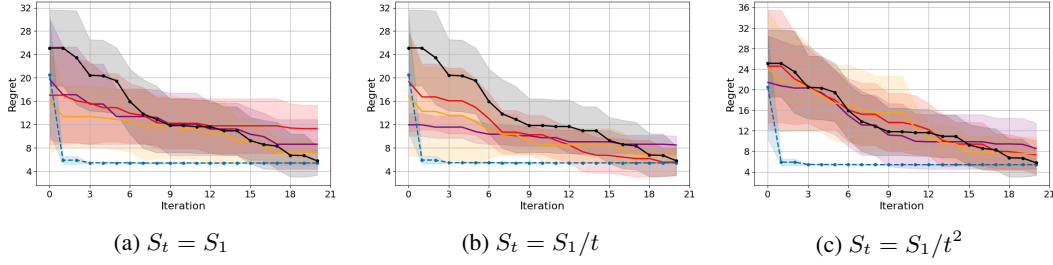 32
28
24
20
16
12
8
4
Regret
0 3 6 9 12 15 18 21
Iteration
(a) S_t = S_1
32
28
24
20
16
12
8
4
Regret
0 3 6 9 12 15 18 21
Iteration
(b) S_t = S_1/t
36
32
28
24
20
16
12
8
4
Regret
0 3 6 9 12 15 18 21
Iteration
(c) S_t = S_1/t^2